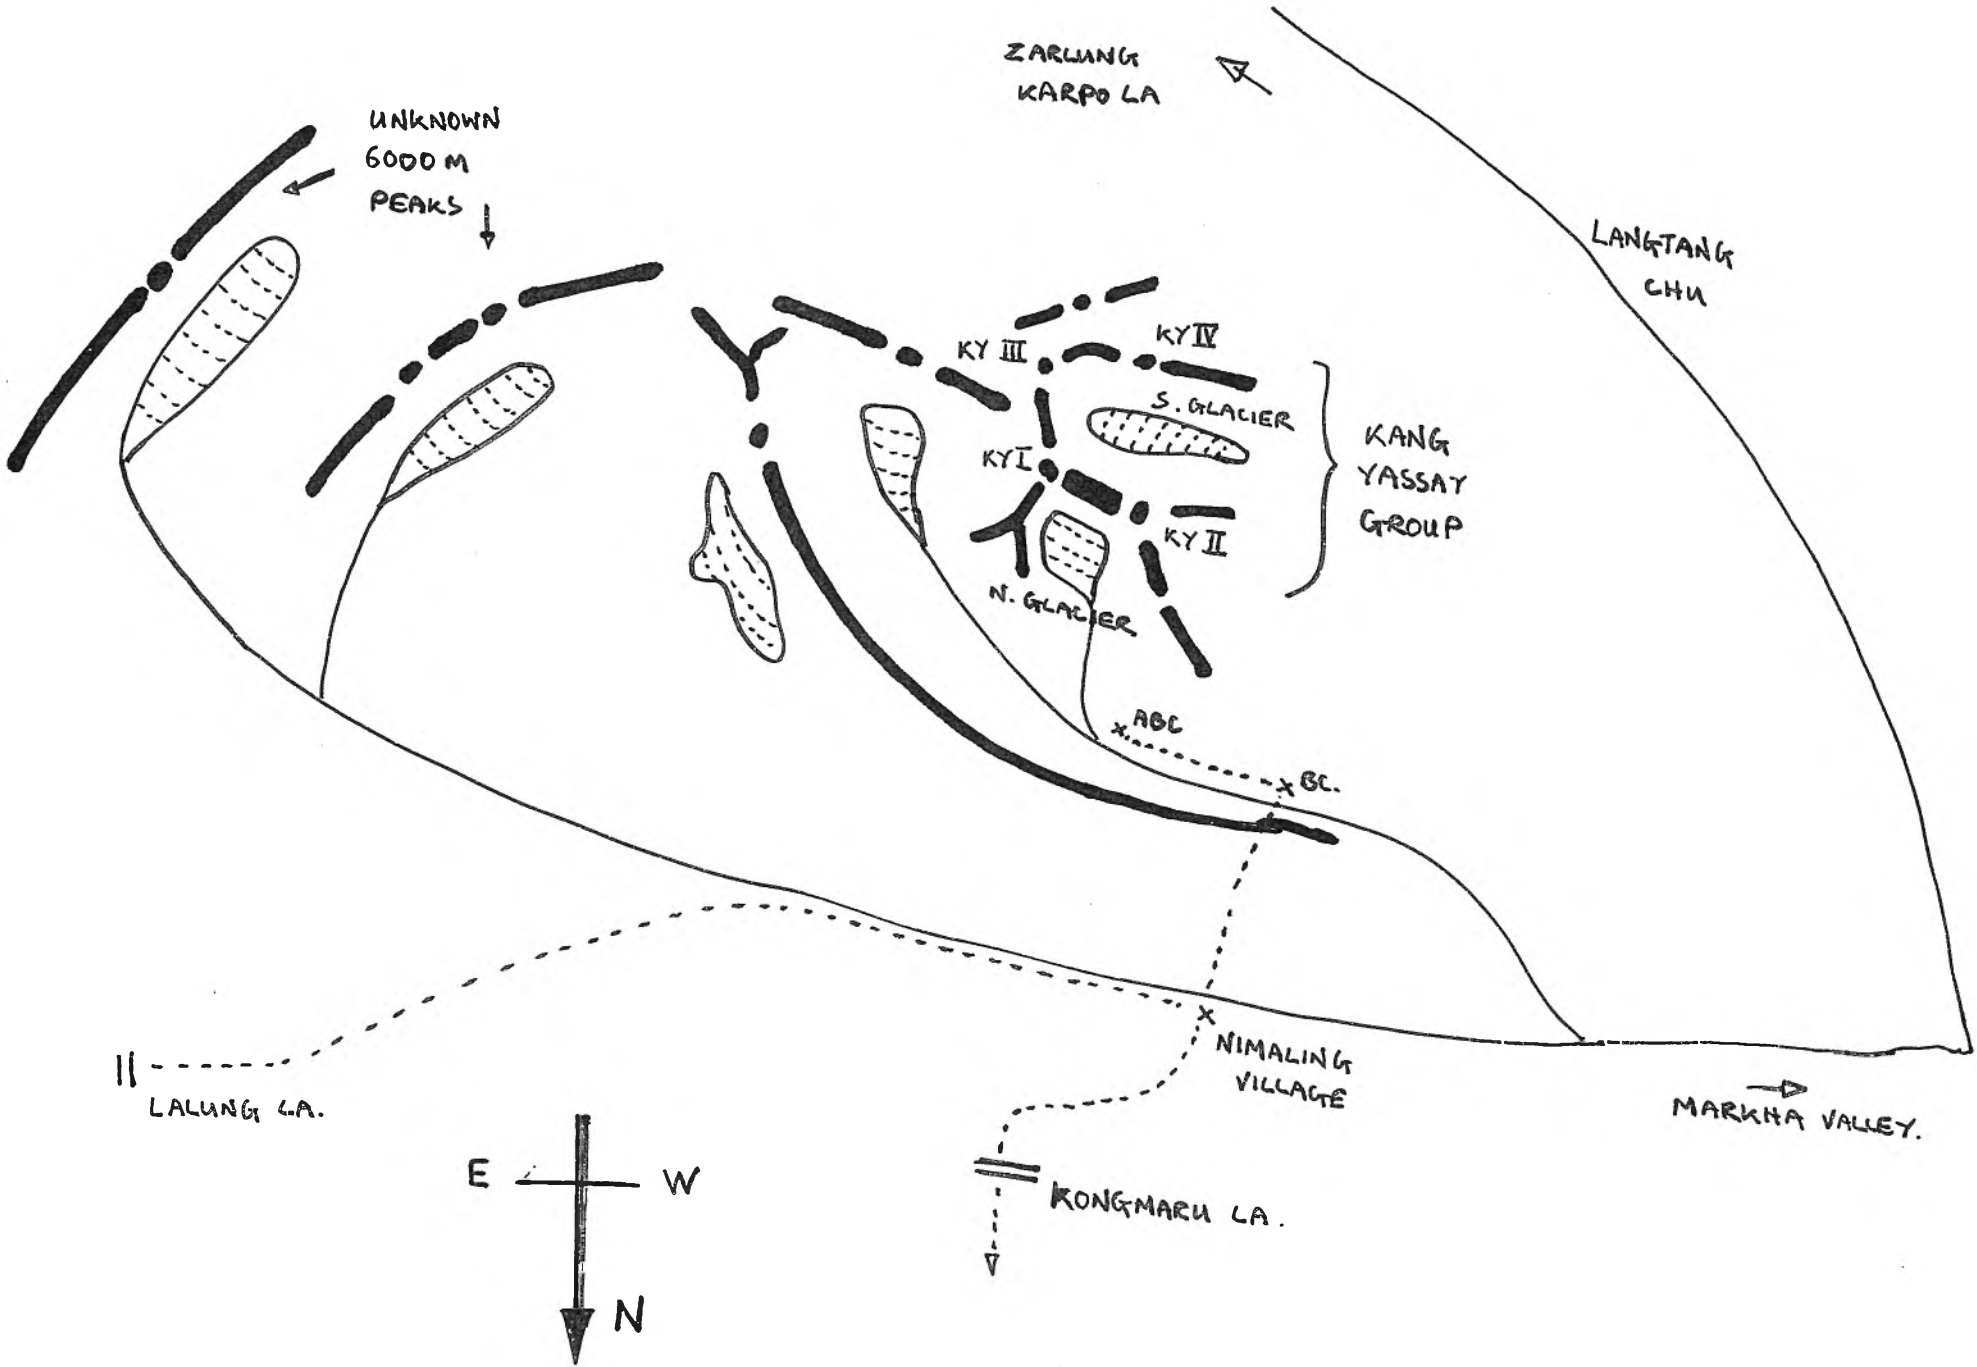 ZARLUNG
KARPO LA
UNKNOWN
6000 M
PEAKS
LANGTANG
CHU
KY III
KY IV
S. GLACIER
KY I
KANG
YASSAY
GROUP
KY II
N. GLACIER
ABC
BC.
NIMALING
VILLAGE
LALUNG LA.
MARKHA VALLEY.
E
W
KONGMARU LA.
N